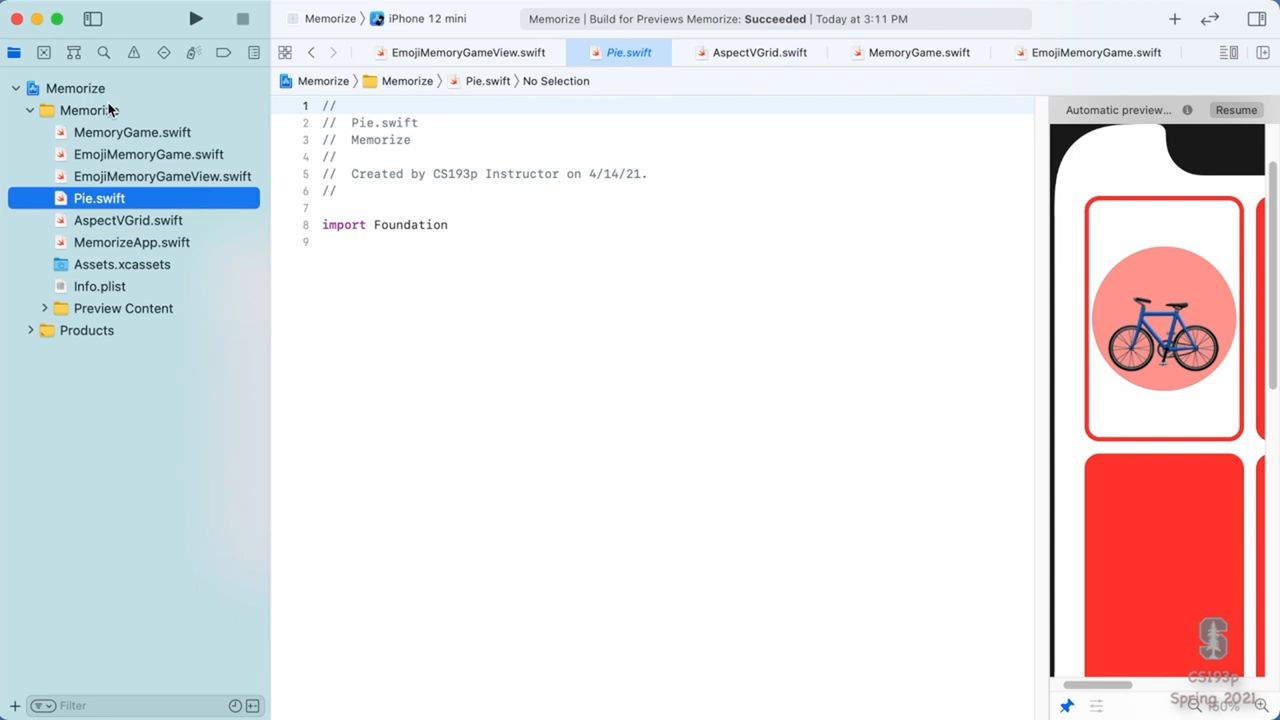 Memorize
iPhone 12 mini
Memorize | Build for Previews Memorize: Succeeded | Today at 3:11 PM
EmojiMemoryGameView.swift
Pie.swift
AspectVGrid.swift
MemoryGame.swift
EmojiMemoryGame.swift
Memorize
Memorize
Pie.swift
No Selection
Memorize
MemoryGame.swift
EmojiMemoryGame.swift
EmojiMemoryGameView.swift
Pie.swift
AspectVGrid.swift
MemorizeApp.swift
Assets.xcassets
Info.plist
Preview Content
Products
Filter
1 //
2 // Pie.swift
3 // Memorize
4 //
5 // Created by CS193p Instructor on 4/14/21.
6 //
7
8 import Foundation
9
Automatic preview...
Resume
S
CS193p
Spring 2021